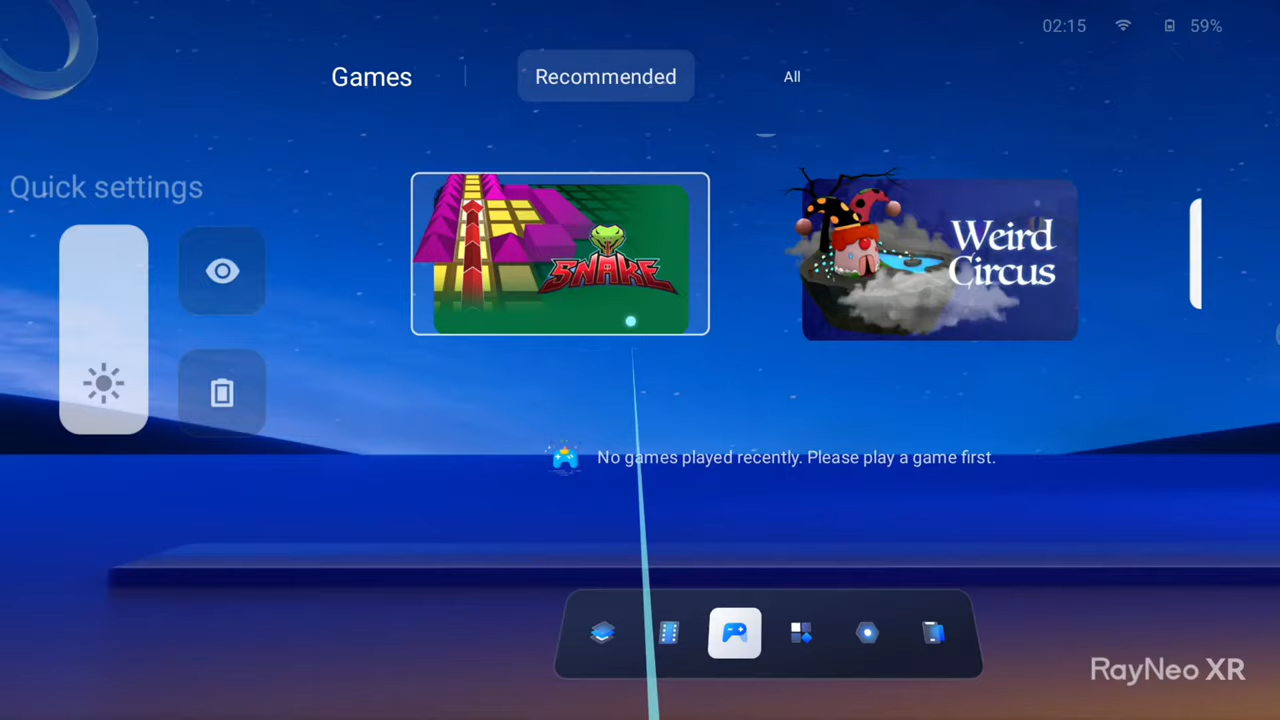 02:15
59%
Games
Recommended
All
Quick settings
SNAKE
Weird
Circus
No games played recently. Please play a game first.
RayNeo XR